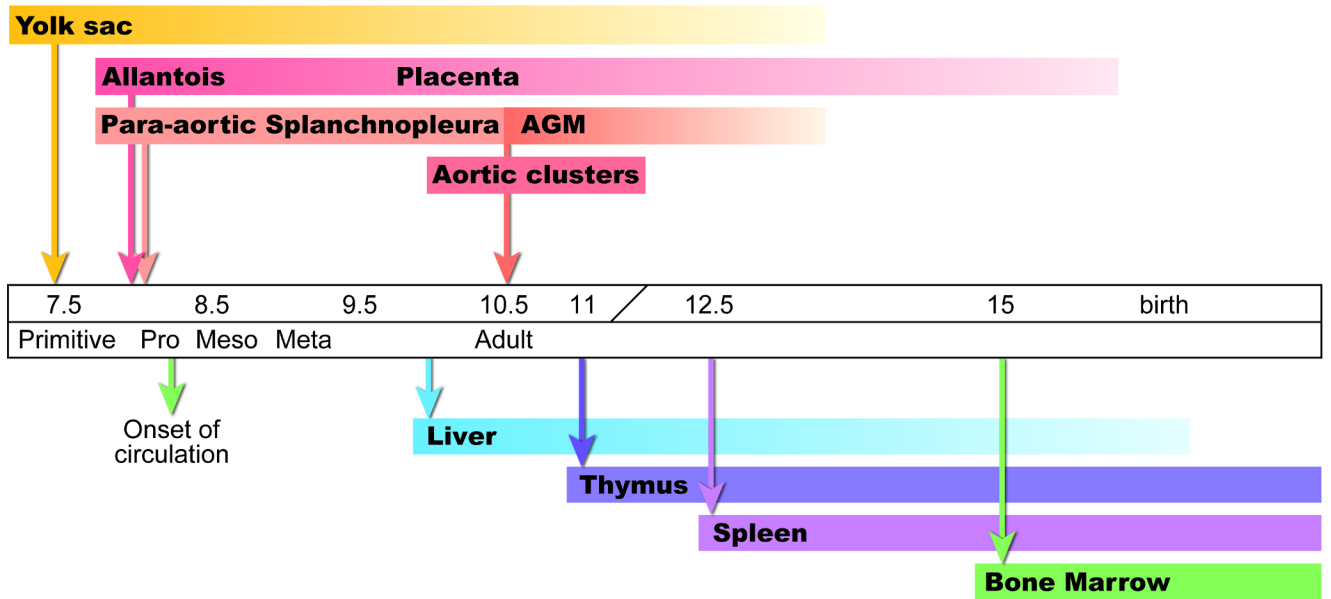 Yolk sac
Allantois Placenta
Para-aortic Splanchnopleura AGM
Aortic clusters
7.5 8.5 9.5 10.5 11 12.5 15 birth
Primitive Pro Meso Meta Adult
Onset of
circulation
Liver
Thymus
Spleen
Bone Marrow